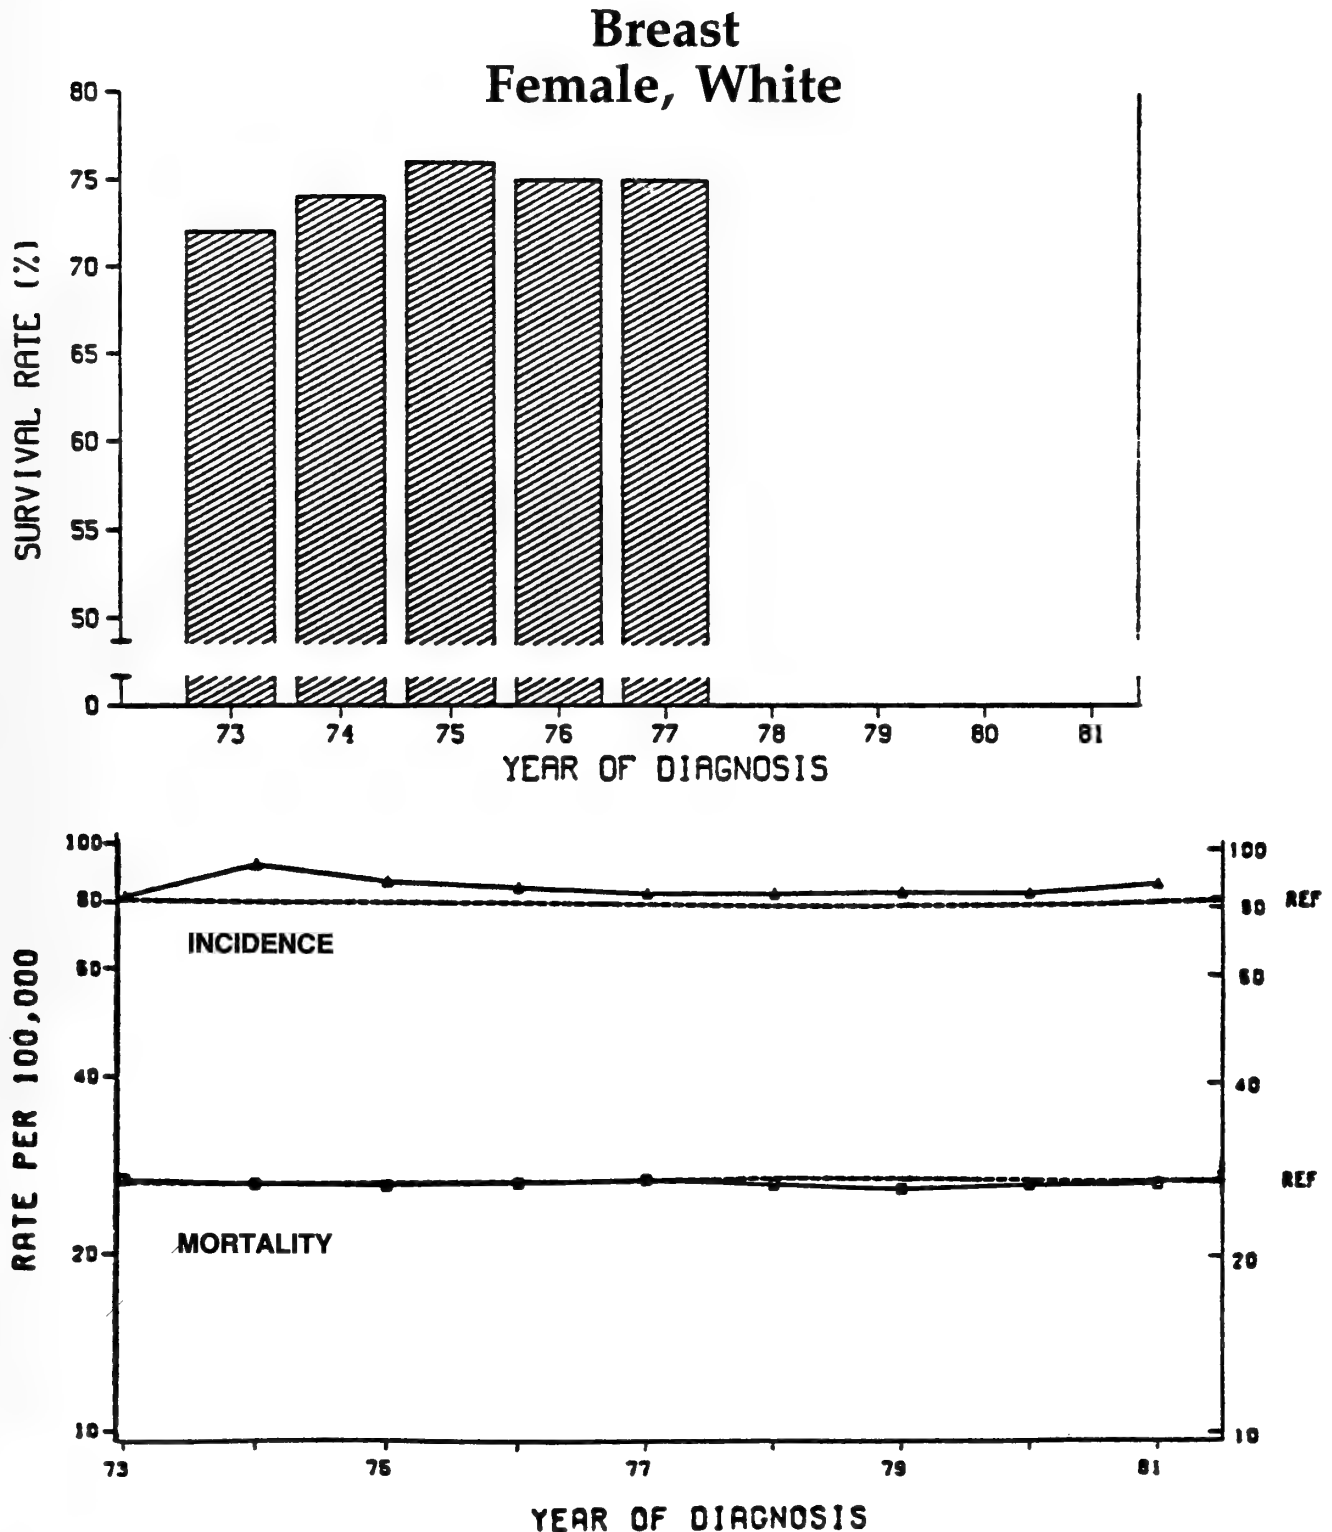 Breast
Female, White
80
75
70
65
60
55
50
0
SURVIVAL RATE (%)
73 74 75 76 77 78 79 80 81
YEAR OF DIAGNOSIS
100
80
60
40
20
10
RATE PER 100,000
INCIDENCE
MORTALITY
100
80
60
40
20
10
REF
REF
73 75 77 79 81
YEAR OF DIAGNOSIS